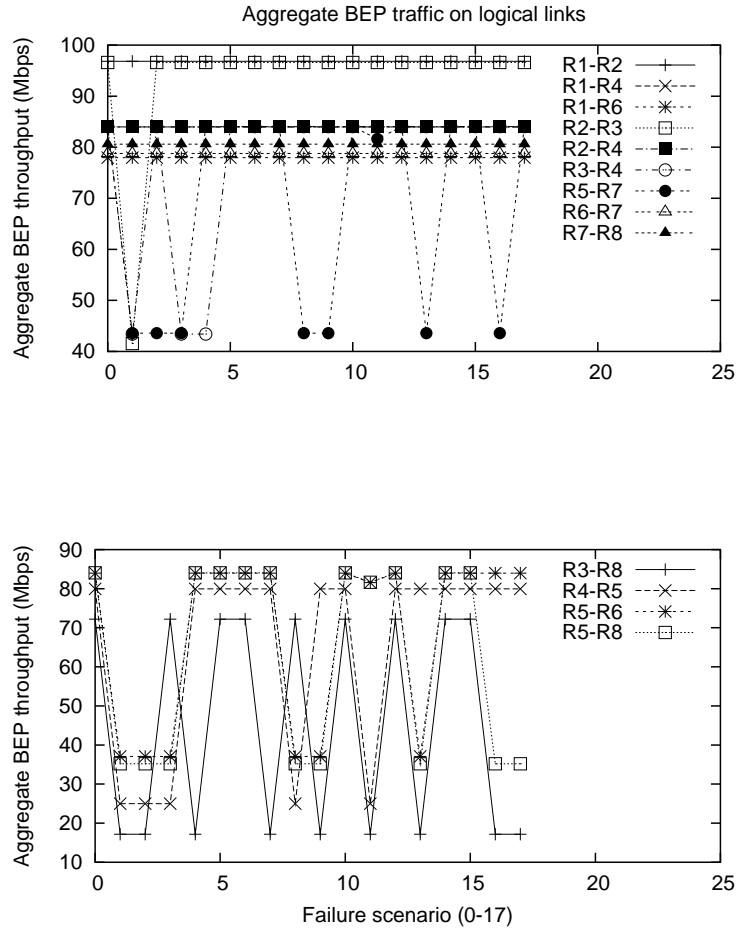 Aggregate BEP traffic on logical links
Aggregate BEP throughput (Mbps)
100
90
80
70
60
50
40
0 5 10 15 20 25
R1-R2
R1-R4
R1-R6
R2-R3
R2-R4
R3-R4
R5-R7
R6-R7
R7-R8
Aggregate BEP throughput (Mbps)
90
80
70
60
50
40
30
20
10
0 5 10 15 20 25
R3-R8
R4-R5
R5-R6
R5-R8
Failure scenario (0-17)